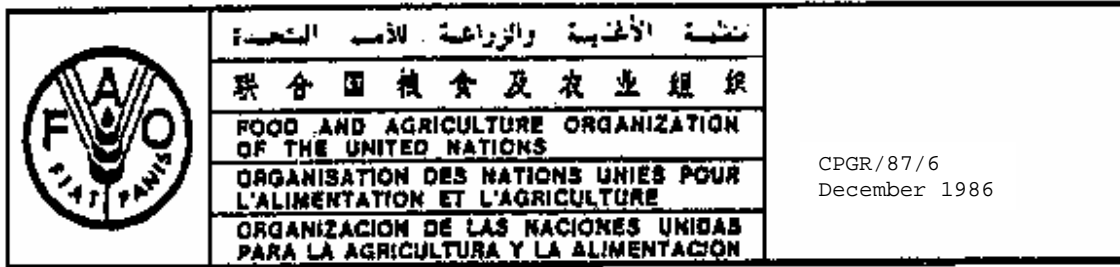 FAO
FIAT PANIS
منظمة الأغذية والزراعة للأمم المتحدة
联合国粮食及农业组织
FOOD AND AGRICULTURE ORGANIZATION
OF THE UNITED NATIONS
ORGANISATION DES NATIONS UNIES POUR
L'ALIMENTATION ET L'AGRICULTURE
ORGANIZACION DE LAS NACIONES UNIDAS
PARA LA AGRICULTURA Y LA ALIMENTACION
CPGR/87/6
December 1986